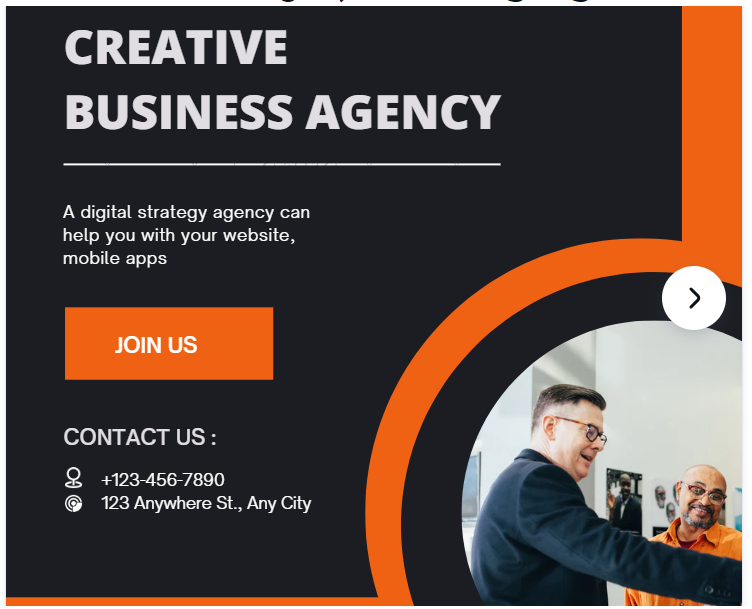 CREATIVE
BUSINESS AGENCY
A digital strategy agency can
help you with your website,
mobile apps
JOIN US
CONTACT US :
+123-456-7890
123 Anywhere St., Any City